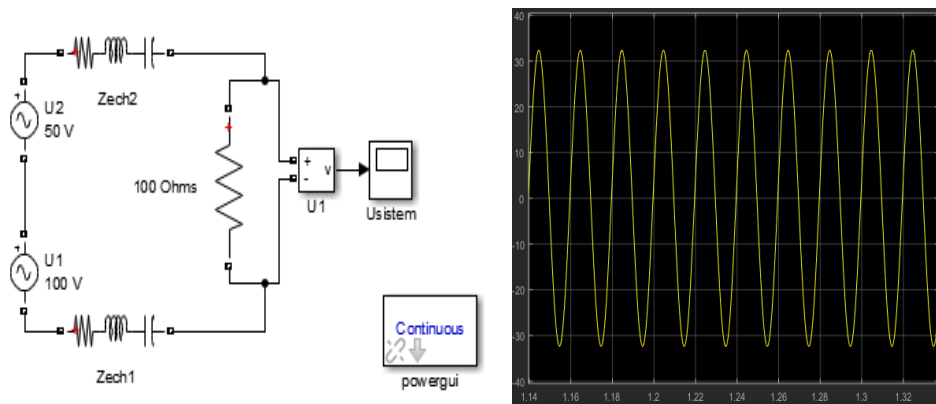 Zech2
+
U2
50 V
100 Ohms
+
-
v
U1
Usistem
+
U1
100 V
Zech1
Continuous
powergui
40
30
20
10
0
-10
-20
-30
-40
1.14
1.16
1.18
1.2
1.22
1.24
1.26
1.28
1.3
1.32